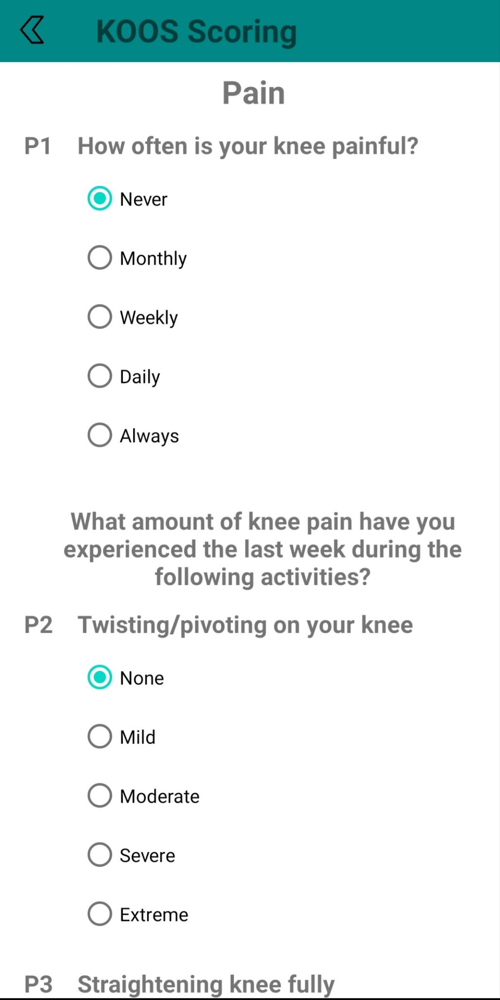 KOOS Scoring
Pain
P1 How often is your knee painful?
Never
Monthly
Weekly
Daily
Always
What amount of knee pain have you
experienced the last week during the
following activities?
P2 Twisting/pivoting on your knee
None
Mild
Moderate
Severe
Extreme
P3 Straightening knee fully